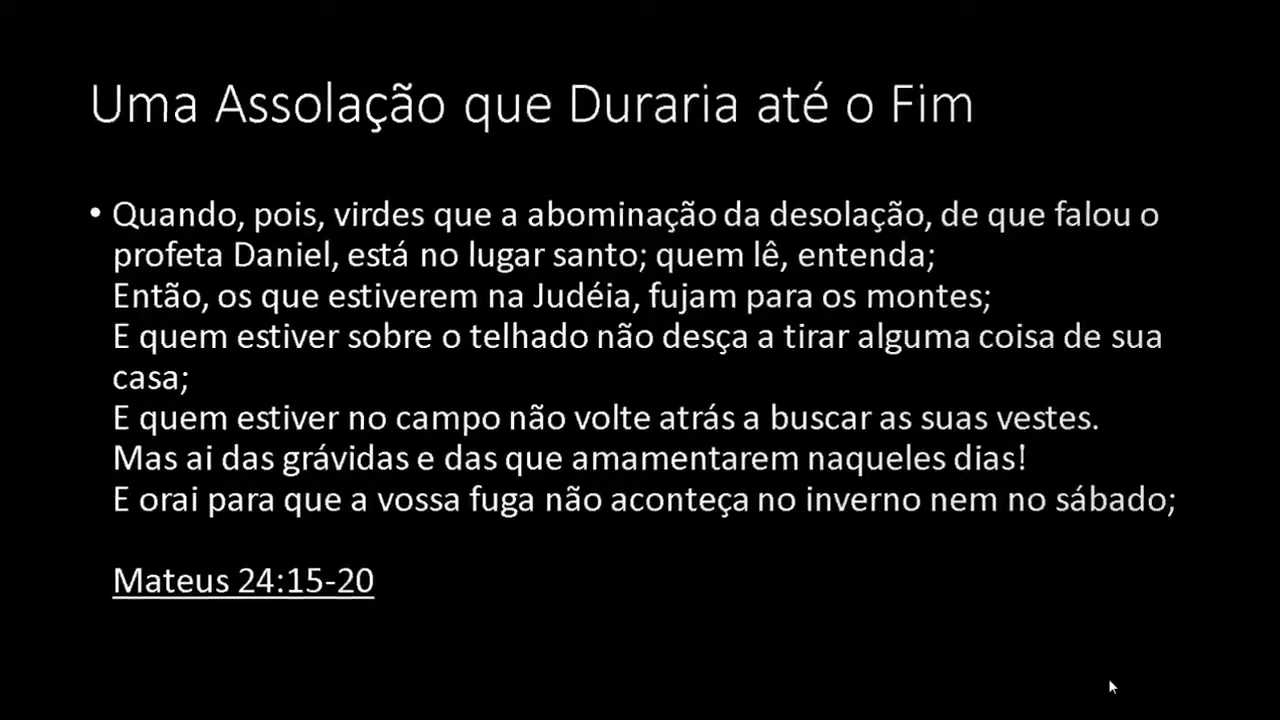 Uma Assolação que Duraria até o Fim
• Quando, pois, virdes que a abominação da desolação, de que falou o
profeta Daniel, está no lugar santo; quem lê, entenda;
Então, os que estiverem na Judéia, fujam para os montes;
E quem estiver sobre o telhado não desça a tirar alguma coisa de sua
casa;
E quem estiver no campo não volte atrás a buscar as suas vestes.
Mas ai das grávidas e das que amamentarem naqueles dias!
E orai para que a vossa fuga não aconteça no inverno nem no sábado;
Mateus 24:15-20